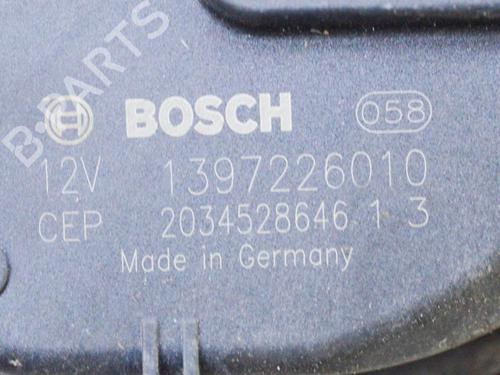 B-PARTS
BOSCH 058
12V 1397226010
CEP 2034528646 1 3
Made in Germany